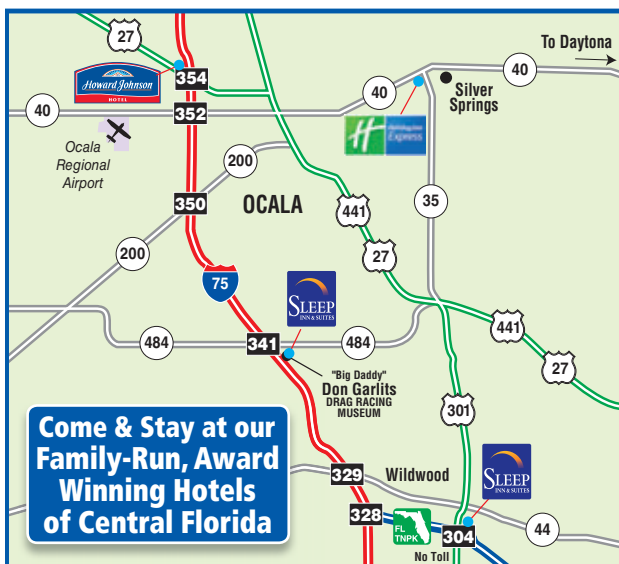 27
To Daytona
40
40
Howard Johnson
HOTEL
354
40
Silver
Springs
40
352
Holiday Inn
Express
Ocala
Regional
Airport
200
350
OCALA
441
35
200
27
75
SLEEP
INN & SUITES
441
484
341
484
27
"Big Daddy"
Don Garlits
DRAG RACING
MUSEUM
301
Come & Stay at our
Family-Run, Award
Winning Hotels
of Central Florida
329
Wildwood
SLEEP
INN & SUITES
328
FL
TNPK
304
44
No Toll